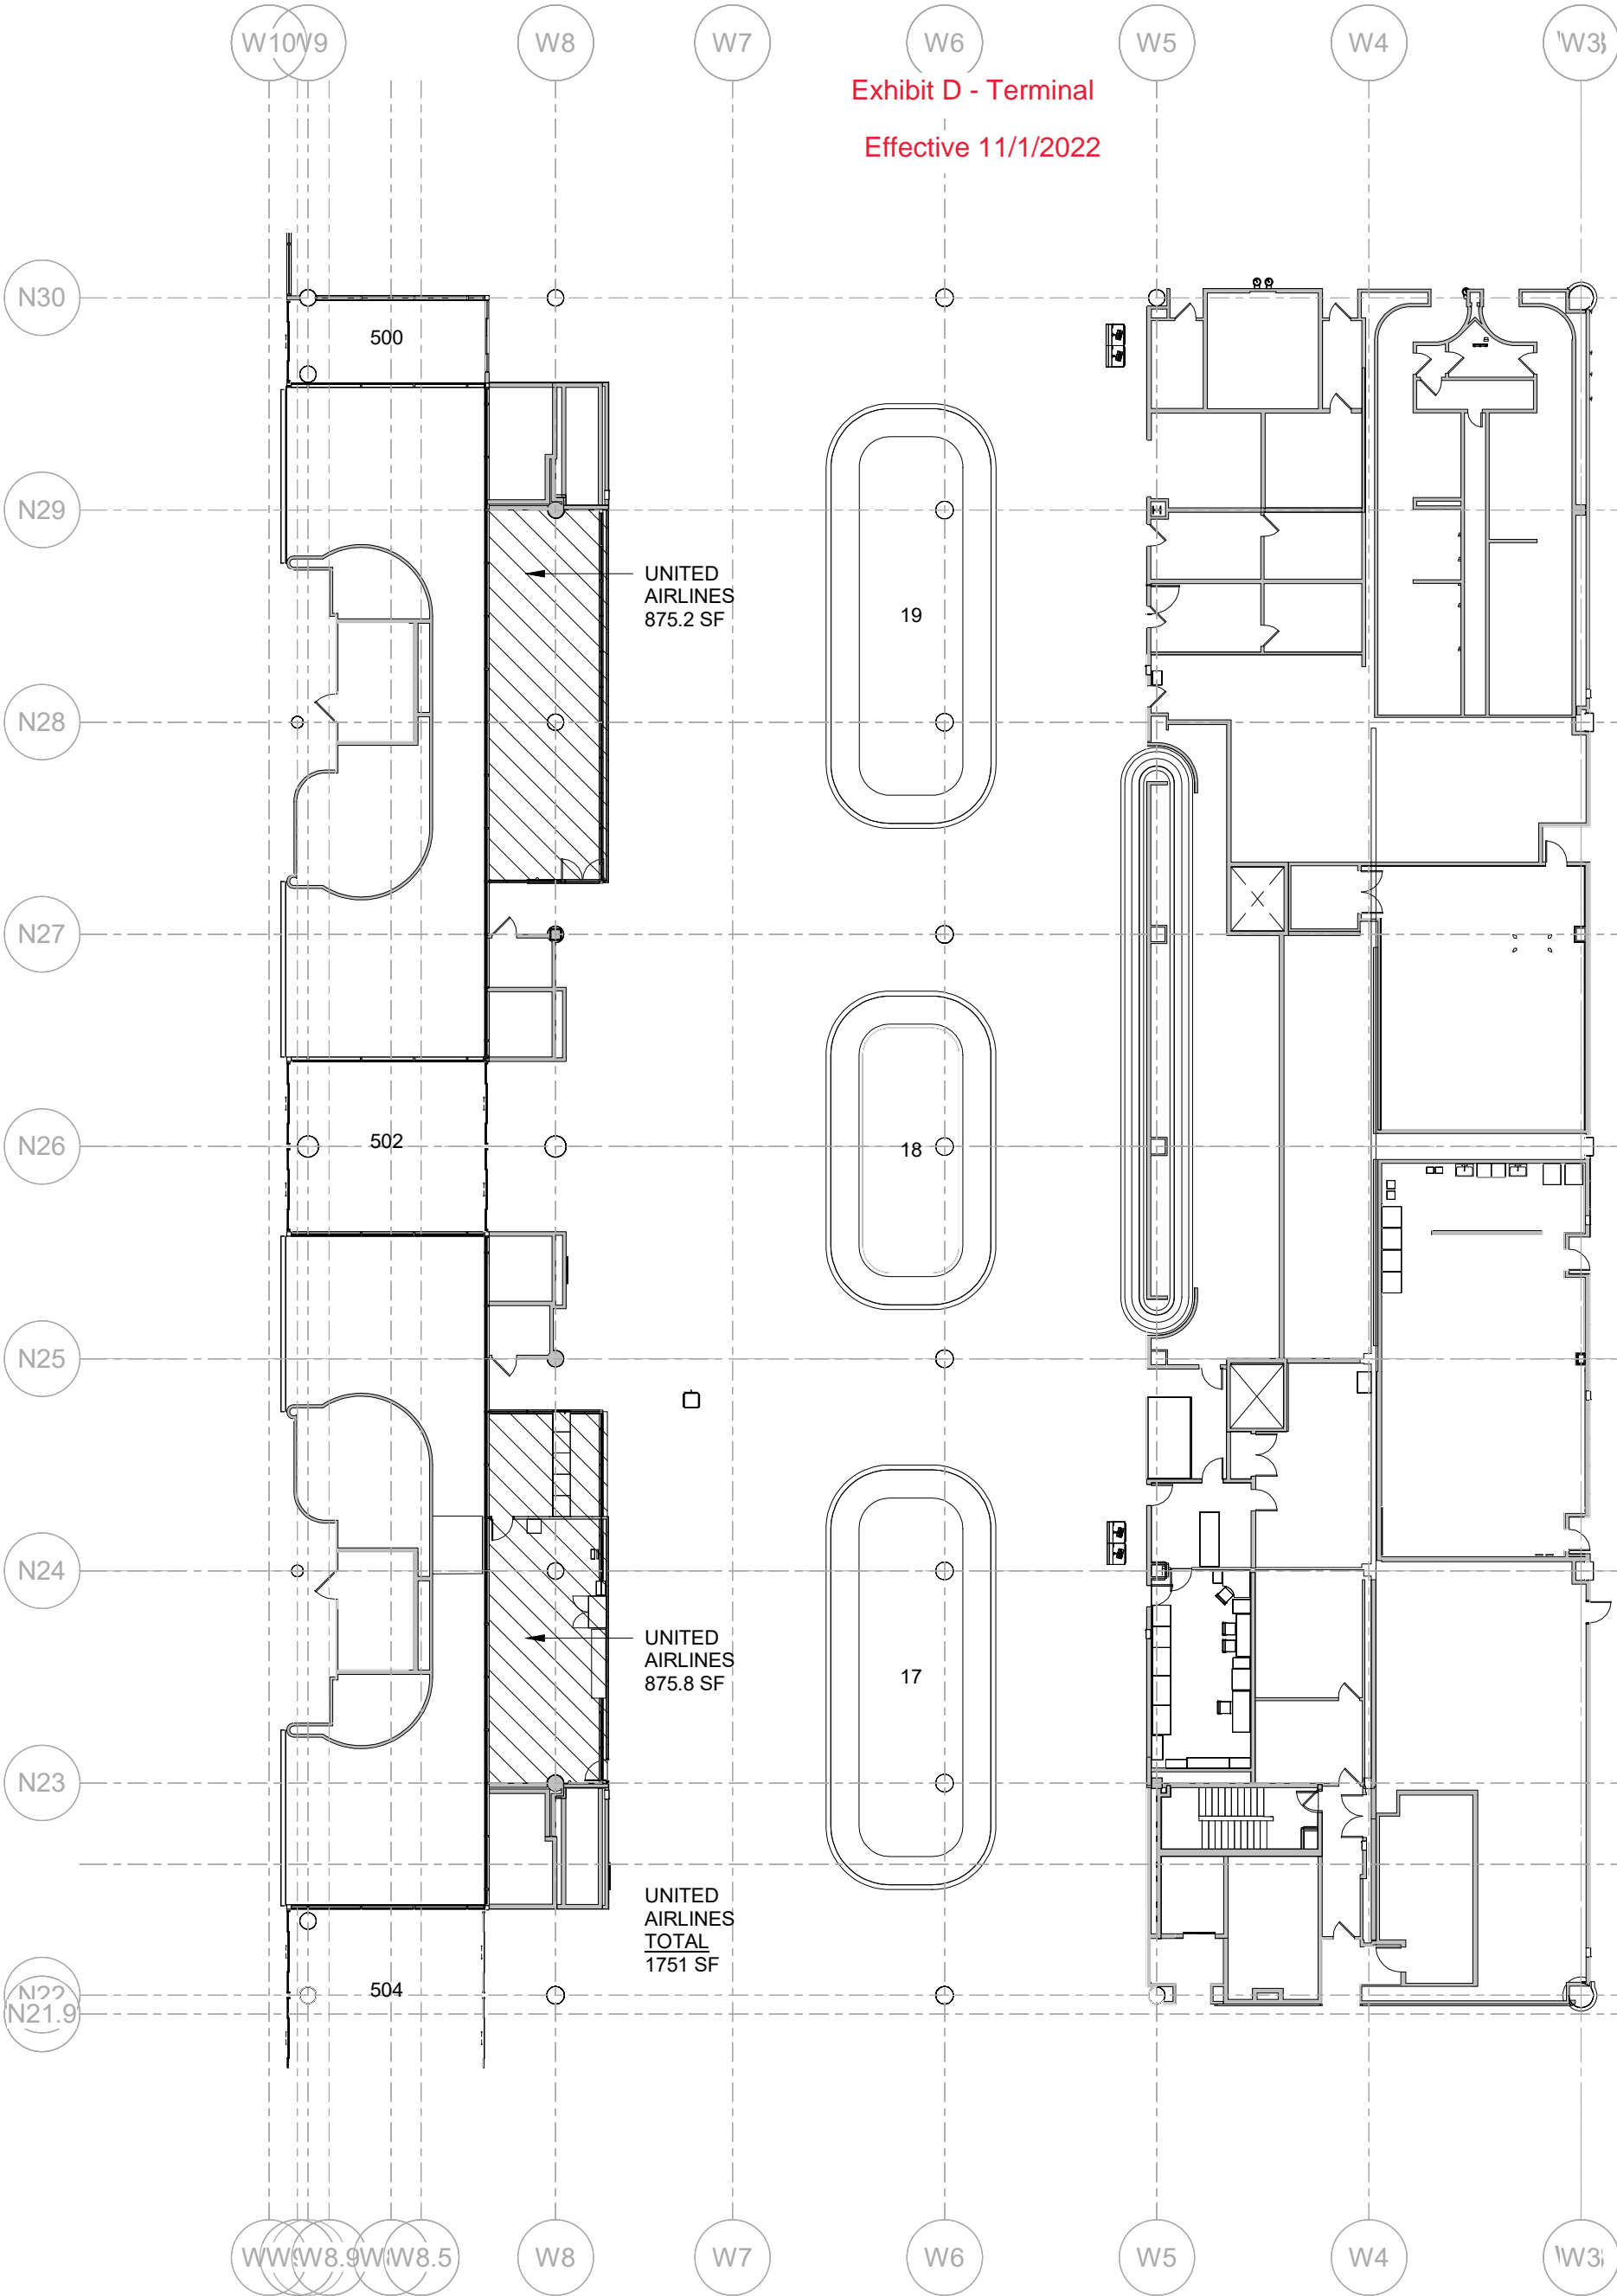 W10
W9
W8
W7
W6
W5
W4
W3
Exhibit D - Terminal
Effective 11/1/2022
N30
500
N29
UNITED
AIRLINES
875.2 SF
19
N28
N27
N26
502
18
N25
N24
UNITED
AIRLINES
875.8 SF
17
N23
UNITED
AIRLINES
TOTAL
1751 SF
N22
504
N21.9
W8.9
W8.5
W8
W7
W6
W5
W4
W3